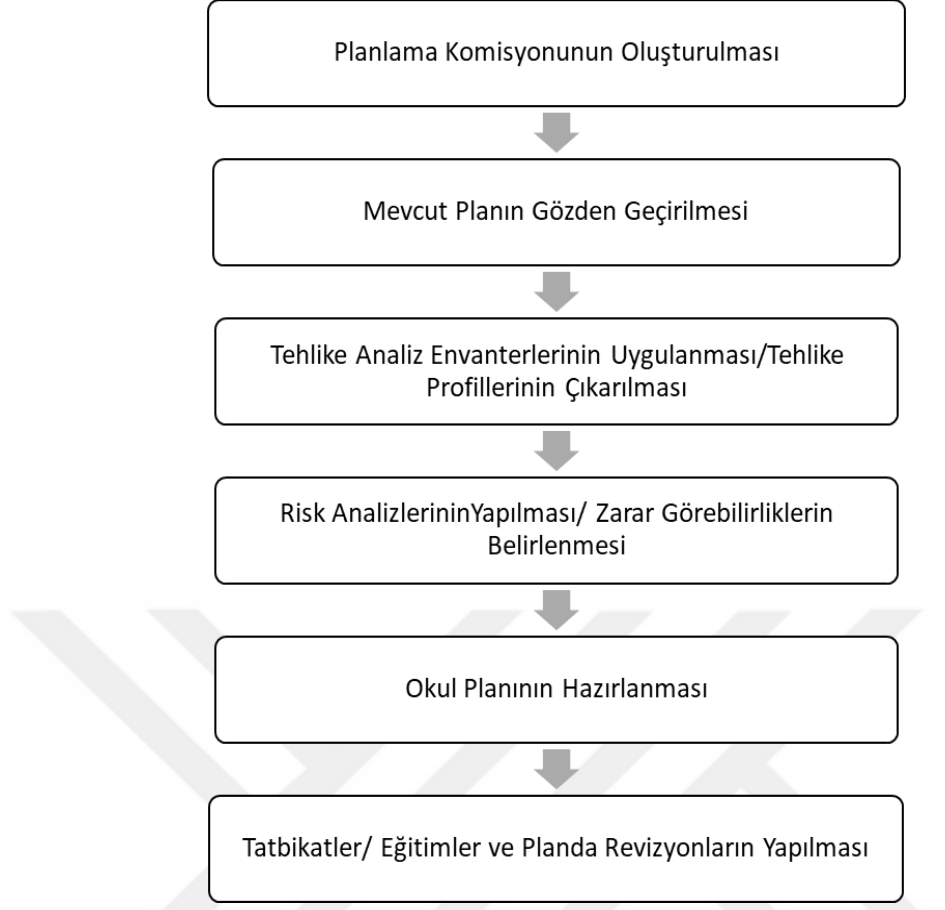 Planlama Komisyonunun Oluşturulması
Mevcut Planın Gözden Geçirilmesi
Tehlike Analiz Envanterlerinin Uygulanması/Tehlike
Profillerinin Çıkarılması
Risk AnalizlerininYapılması/ Zarar Görebilirliklerin
Belirlenmesi
Okul Planının Hazırlanması
Tatbikatler/ Eğitimler ve Planda Revizyonların Yapılması